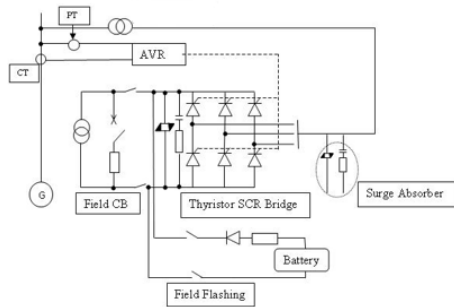 PT
AVR
CT
G
Field CB
Thyristor SCR Bridge
Surge Absorber
Battery
Field Flashing